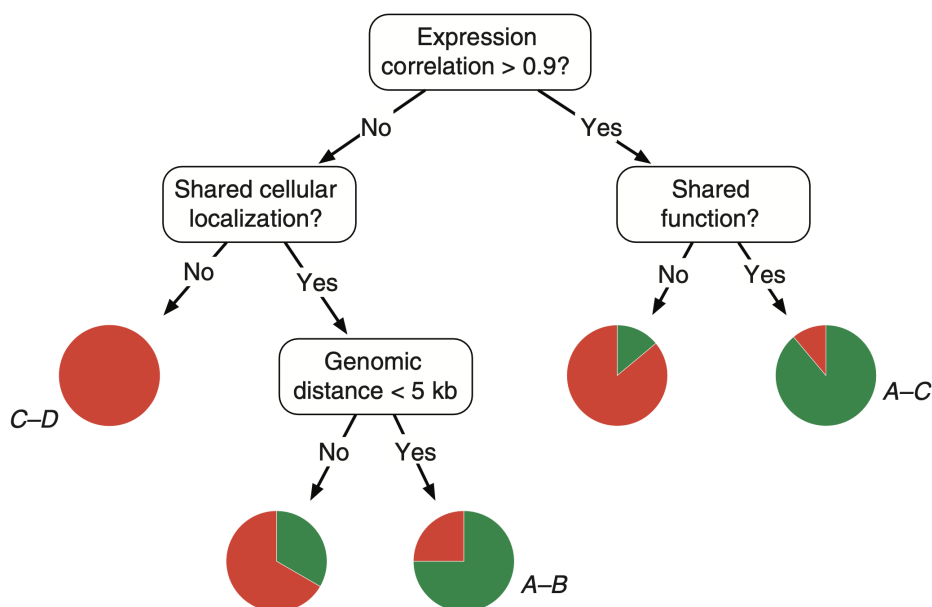 Expression
correlation > 0.9?
No
Yes
Shared cellular
localization?
Shared
function?
No
Yes
No
Yes
C–D
Genomic
distance < 5 kb
A–C
No
Yes
A–B